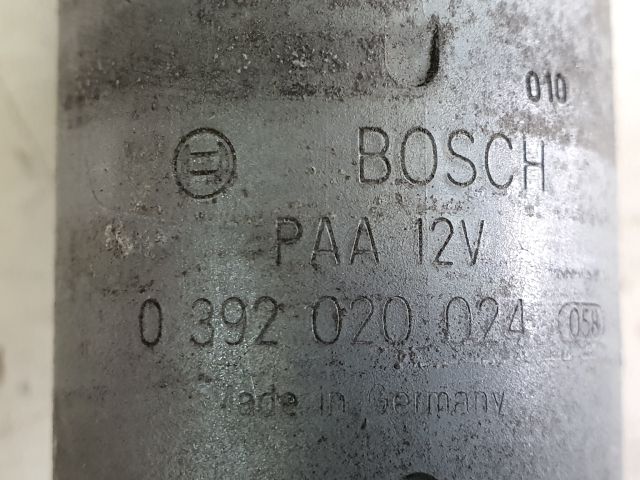 010
BOSCH
PAA 12V
0 392 020 024 058
Made in Germany